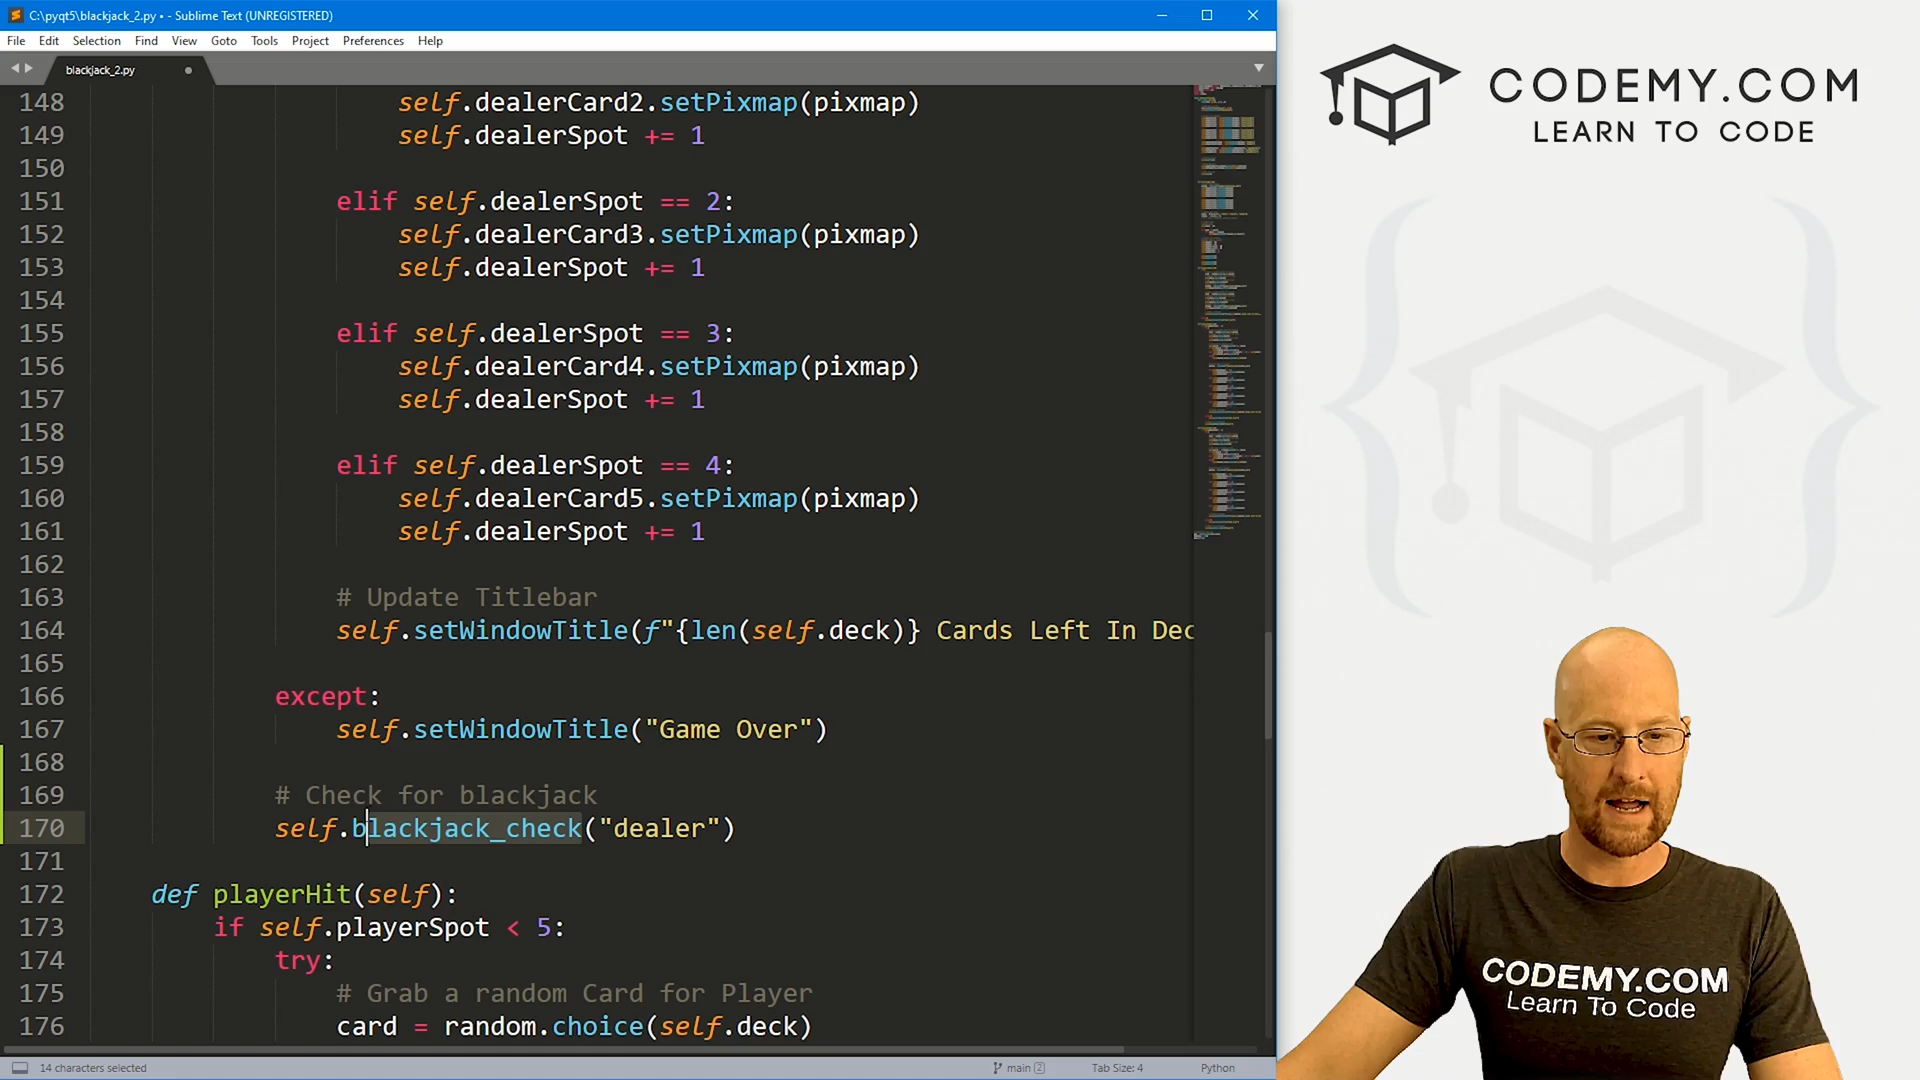 C:\pyqt5\blackjack_2.py • - Sublime Text (UNREGISTERED)
File Edit Selection Find View Goto Tools Project Preferences Help
blackjack_2.py
148 self.dealerCard2.setPixmap(pixmap)
149 self.dealerSpot += 1
150
151 elif self.dealerSpot == 2:
152 self.dealerCard3.setPixmap(pixmap)
153 self.dealerSpot += 1
154
155 elif self.dealerSpot == 3:
156 self.dealerCard4.setPixmap(pixmap)
157 self.dealerSpot += 1
158
159 elif self.dealerSpot == 4:
160 self.dealerCard5.setPixmap(pixmap)
161 self.dealerSpot += 1
162
163 # Update Titlebar
164 self.setWindowTitle(f"{len(self.deck)} Cards Left In Dec
165
166 except:
167 self.setWindowTitle("Game Over")
168
169 # Check for blackjack
170 self.blackjack_check("dealer")
171
172 def playerHit(self):
173 if self.playerSpot < 5:
174 try:
175 # Grab a random Card for Player
176 card = random.choice(self.deck)
14 characters selected
main 2
Tab Size: 4
Python
CODEMY.COM
LEARN TO CODE
CODEMY.COM
Learn To Code